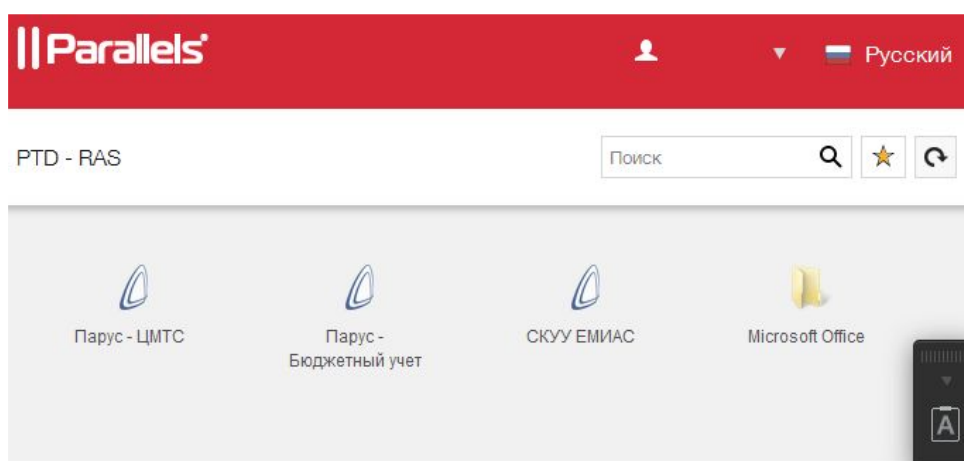 Parallels
Русский
PTD - RAS
Поиск
Парус - ЦМТС
Парус -
Бюджетный учет
СКУУ ЕМИАС
Microsoft Office
A